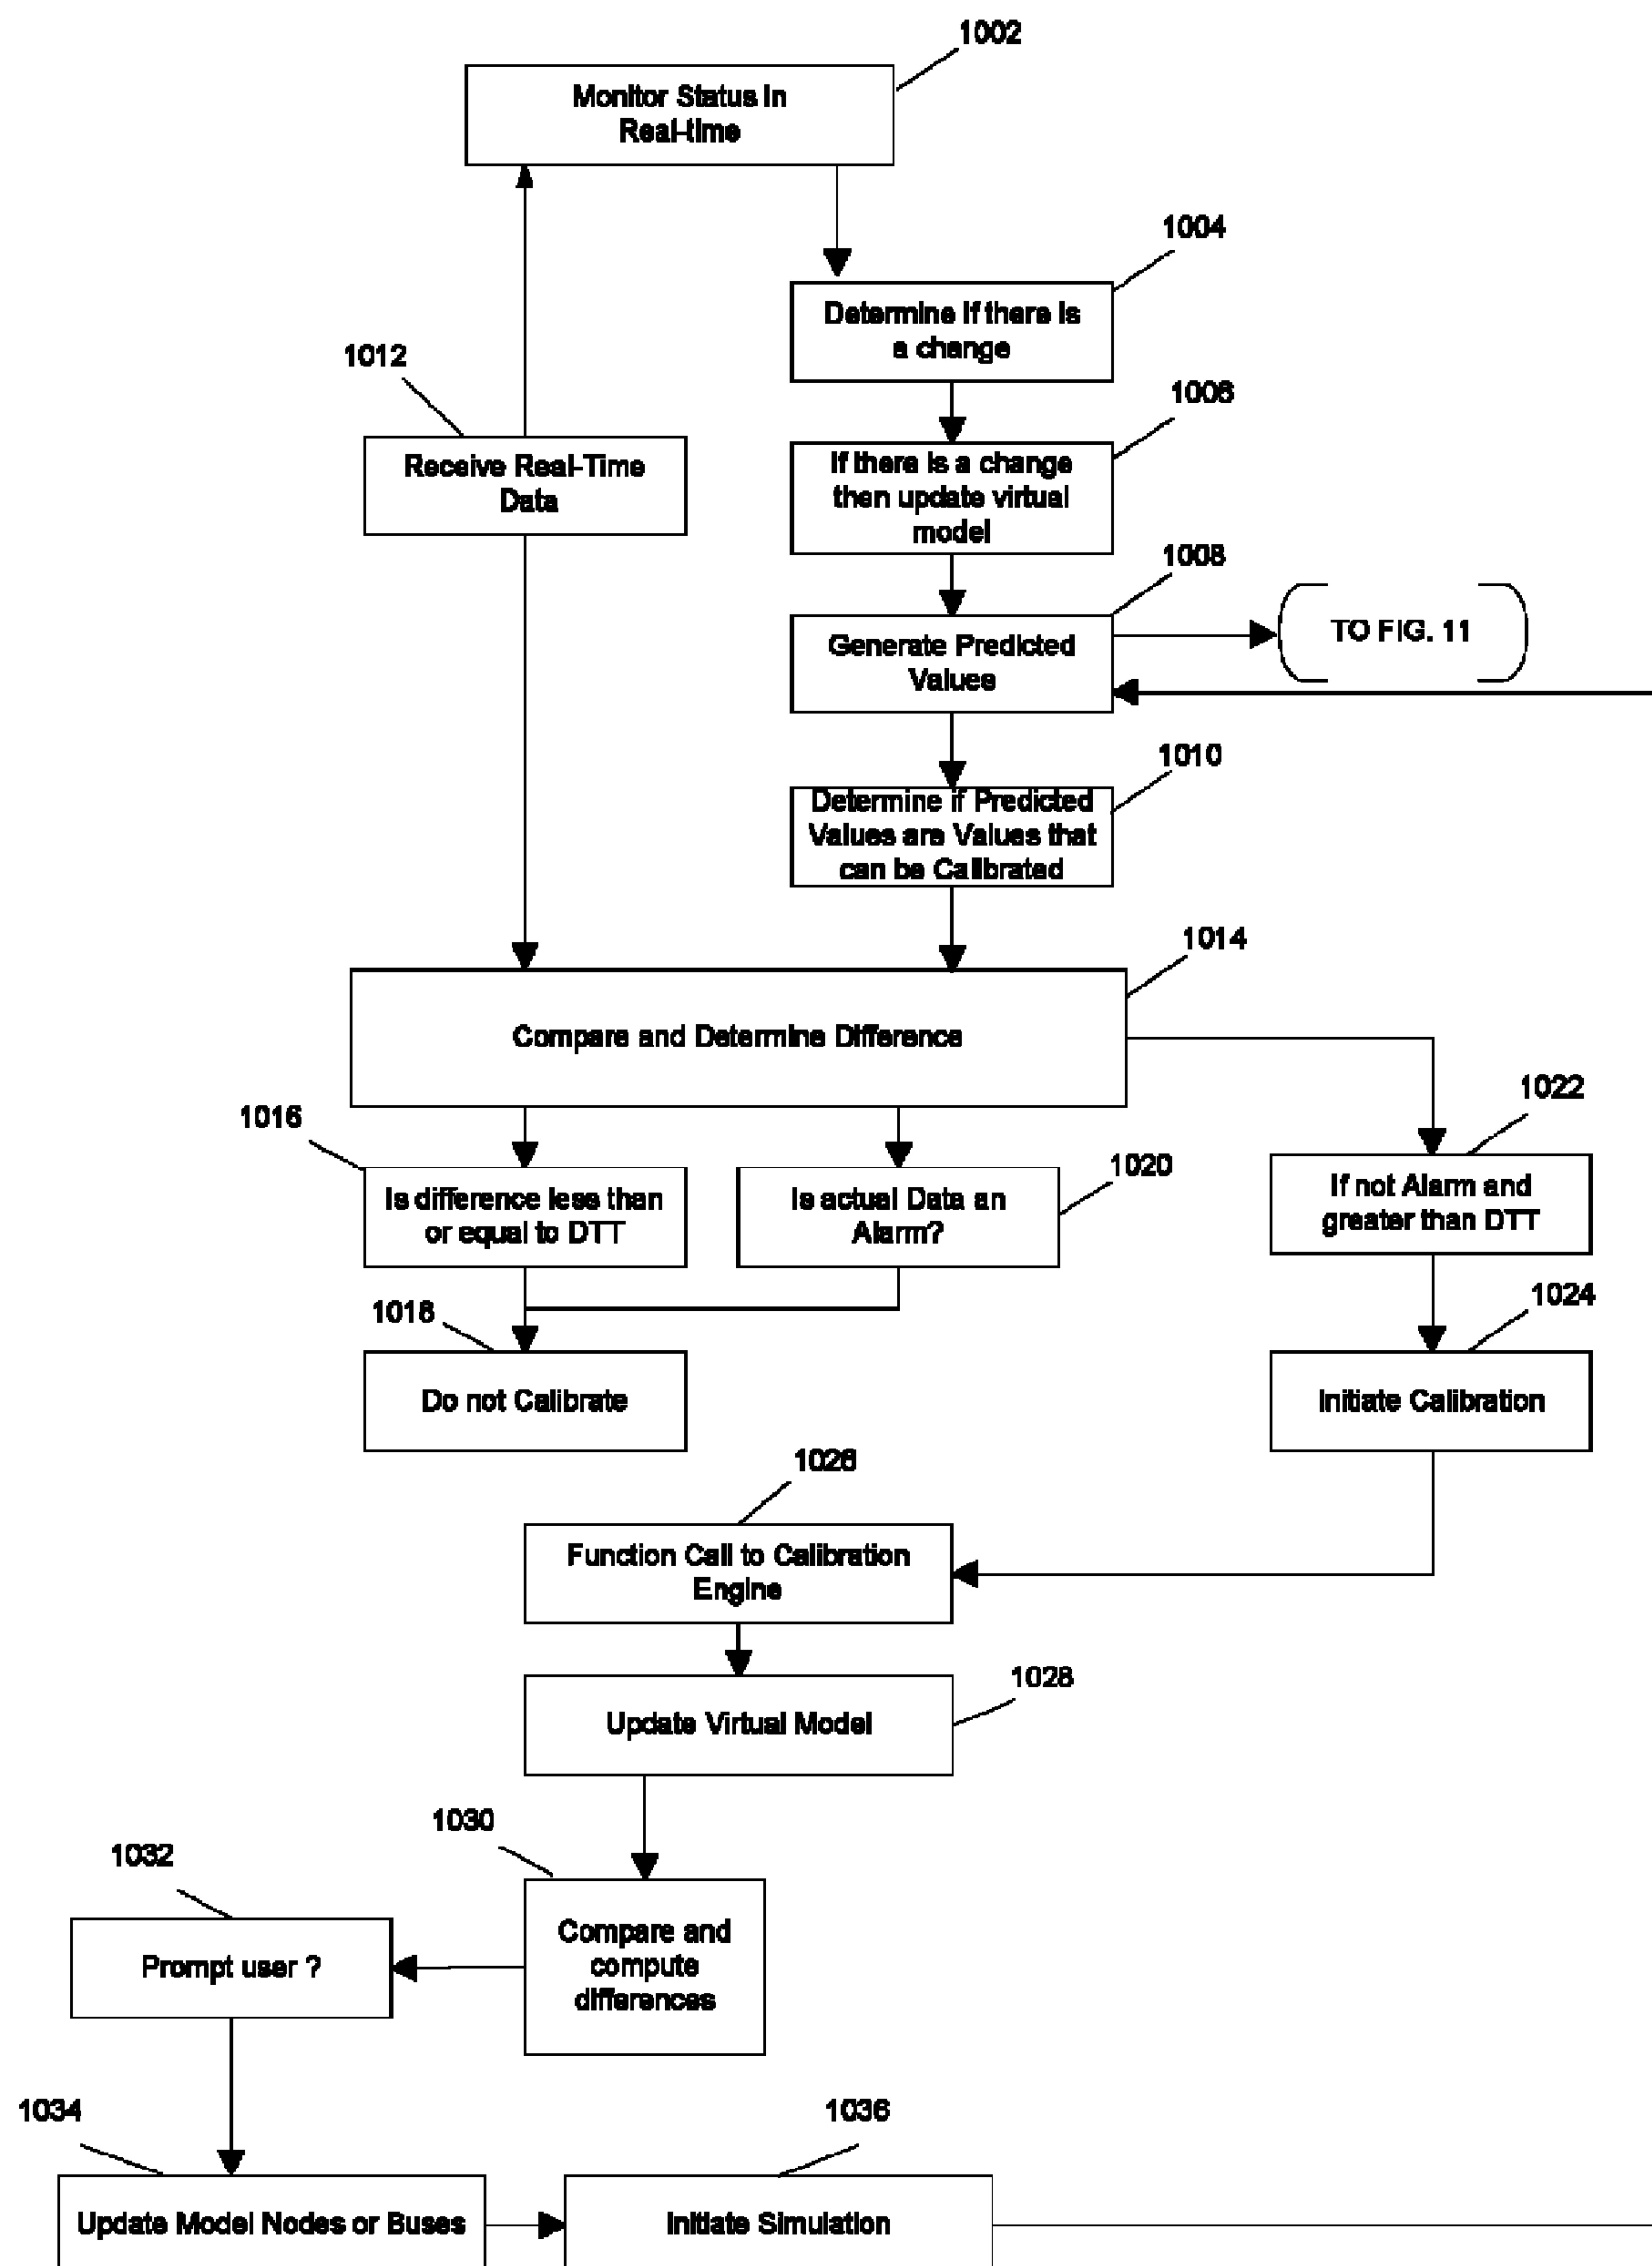 1002
Monitor Status in
Real-time
1004
Determine if there is
a change
1012
Receive Real-Time
Data
1006
If there is a change
then update virtual
model
1008
Generate Predicted
Values
TO FIG. 11
1010
Determine if Predicted
Values are Values that
can be Calibrated
1014
Compare and Determine Difference
1016
Is difference less than
or equal to DTT
1020
Is actual Data an
Alarm?
1022
If not Alarm and
greater than DTT
1018
Do not Calibrate
1024
Initiate Calibration
1026
Function Call to Calibration
Engine
1028
Update Virtual Model
1030
Compare and
compute
differences
1032
Prompt user ?
1034
Update Model Nodes or Buses
1036
Initiate Simulation